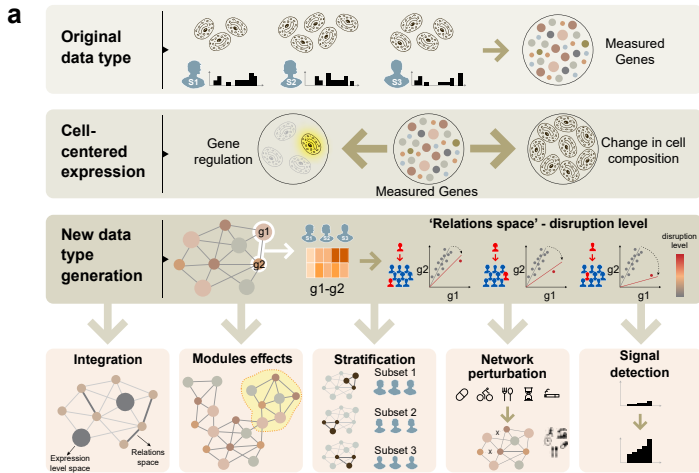 a
Original
data type
S1
S2
S3
Measured
Genes
Cell-
centered
expression
Gene
regulation
Measured Genes
Change in cell
composition
New data
type
generation
g1
g2
S1 S2 S3
g1-g2
'Relations space' - disruption level
g2
g1
g2
g1
g2
g1
disruption
level
Integration
Expression
level space
Relations
space
Modules effects
Stratification
Subset 1
Subset 2
Subset 3
Network
perturbation
x
x
Signal
detection